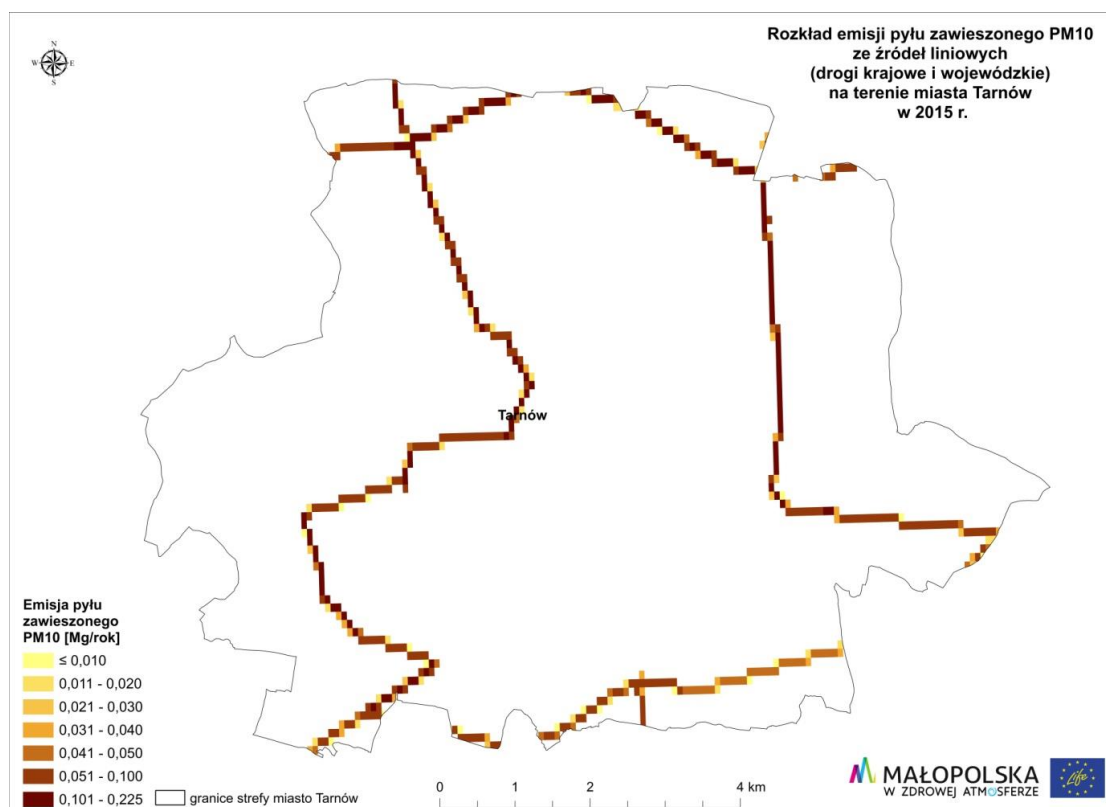 Rozkład emisji pyłu zawieszonego PM10
ze źródeł liniowych
(drogi krajowe i wojewódzkie)
na terenie miasta Tarnów
w 2015 r.
N
W E
S
Tarnów
Emisja pyłu
zawieszonego
PM10 [Mg/rok]
≤ 0,010
0,011 - 0,020
0,021 - 0,030
0,031 - 0,040
0,041 - 0,050
0,051 - 0,100
0,101 - 0,225
granice strefy miasto Tarnów
0 1 2 4 km
MAŁOPOLSKA
W ZDROWEJ ATMOSFERZE
Life